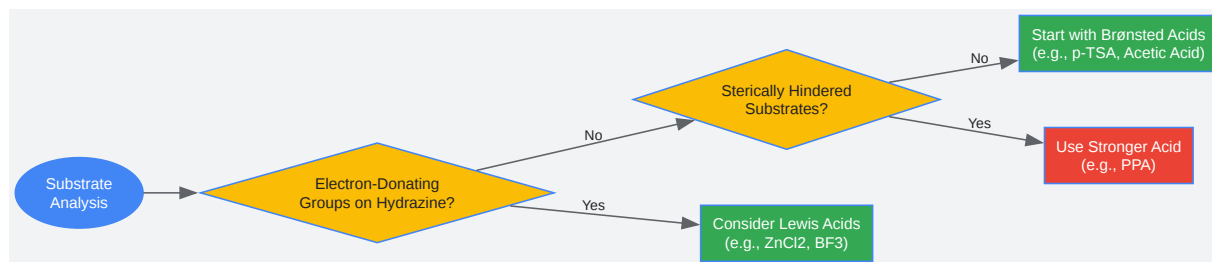 Substrate
Analysis
Electron-Donating
Groups on Hydrazine?
No
Yes
Sterically Hindered
Substrates?
Consider Lewis Acids
(e.g., ZnCl2, BF3)
No
Yes
Start with Brønsted Acids
(e.g., p-TSA, Acetic Acid)
Use Stronger Acid
(e.g., PPA)